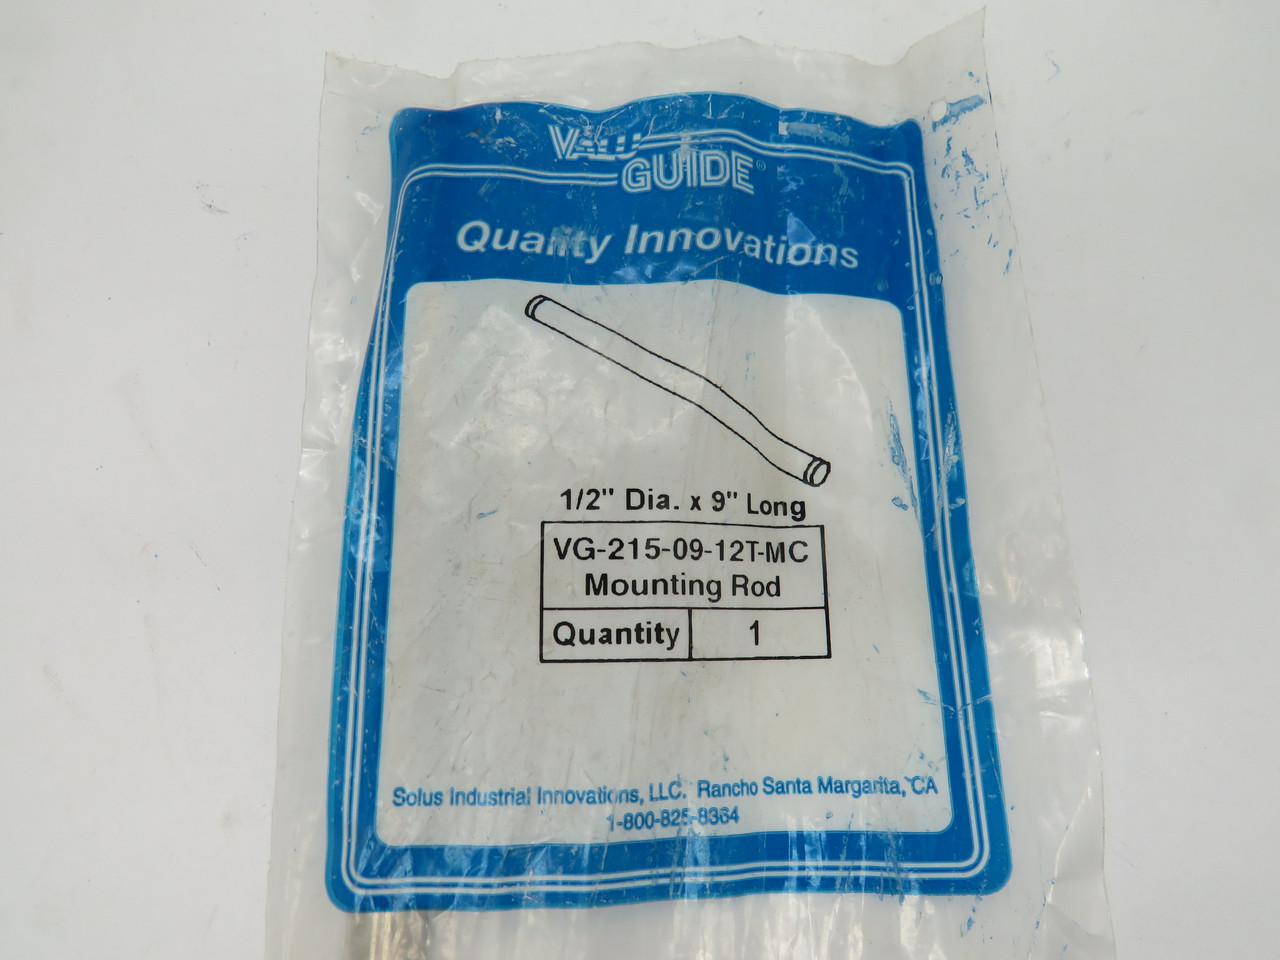 VALU
GUIDE®
Quality Innovations
1/2" Dia. x 9" Long
VG-215-09-12T-MC
Mounting Rod
Quantity 1
Solus Industrial Innovations, LLC. Rancho Santa Margarita, CA
1-800-825-8364